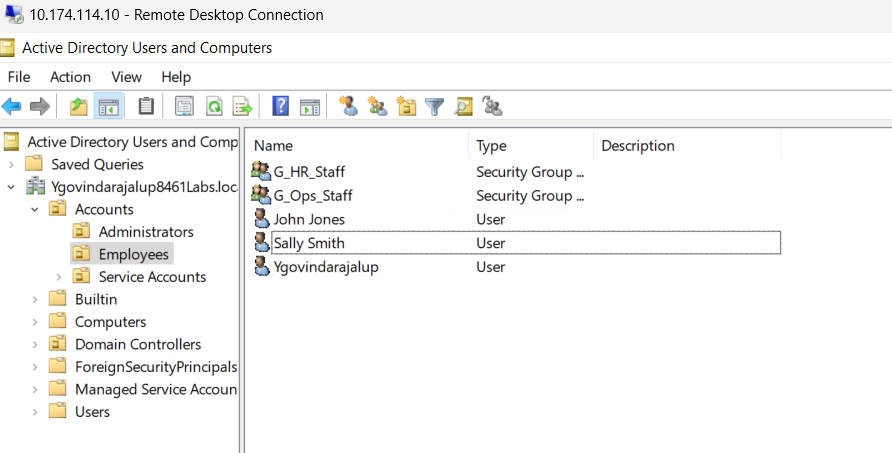 10.174.114.10 - Remote Desktop Connection
Active Directory Users and Computers
File Action View Help
Active Directory Users and Comp
Saved Queries
Ygovindarajalup8461Labs.loca
Accounts
Administrators
Employees
Service Accounts
Builtin
Computers
Domain Controllers
ForeignSecurityPrincipals
Managed Service Accoun
Users
Name Type Description
G_HR_Staff Security Group ...
G_Ops_Staff Security Group ...
John Jones User
Sally Smith User
Ygovindarajalup User